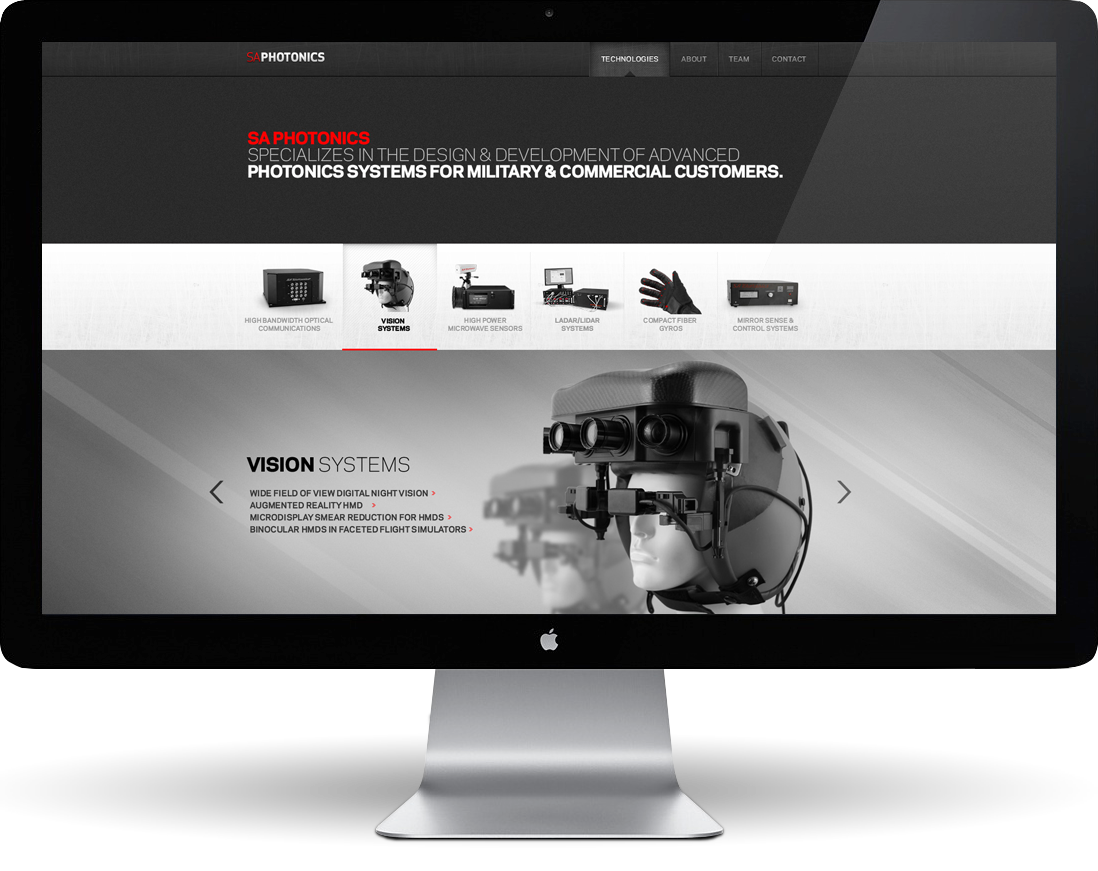 SAPHOTONICS
TECHNOLOGIES
ABOUT
TEAM
CONTACT
SA PHOTONICS
SPECIALIZES IN THE DESIGN & DEVELOPMENT OF ADVANCED
PHOTONICS SYSTEMS FOR MILITARY & COMMERCIAL CUSTOMERS.
HIGH BANDWIDTH OPTICAL
COMMUNICATIONS
VISION
SYSTEMS
HIGH POWER
MICROWAVE SENSORS
LADAR/LIDAR
SYSTEMS
COMPACT FIBER
GYROS
MIRROR SENSE &
CONTROL SYSTEMS
VISION SYSTEMS
WIDE FIELD OF VIEW DIGITAL NIGHT VISION >
AUGMENTED REALITY HMD >
MICRODISPLAY SMEAR REDUCTION FOR HMDS >
BINOCULAR HMDS IN FACETED FLIGHT SIMULATORS >